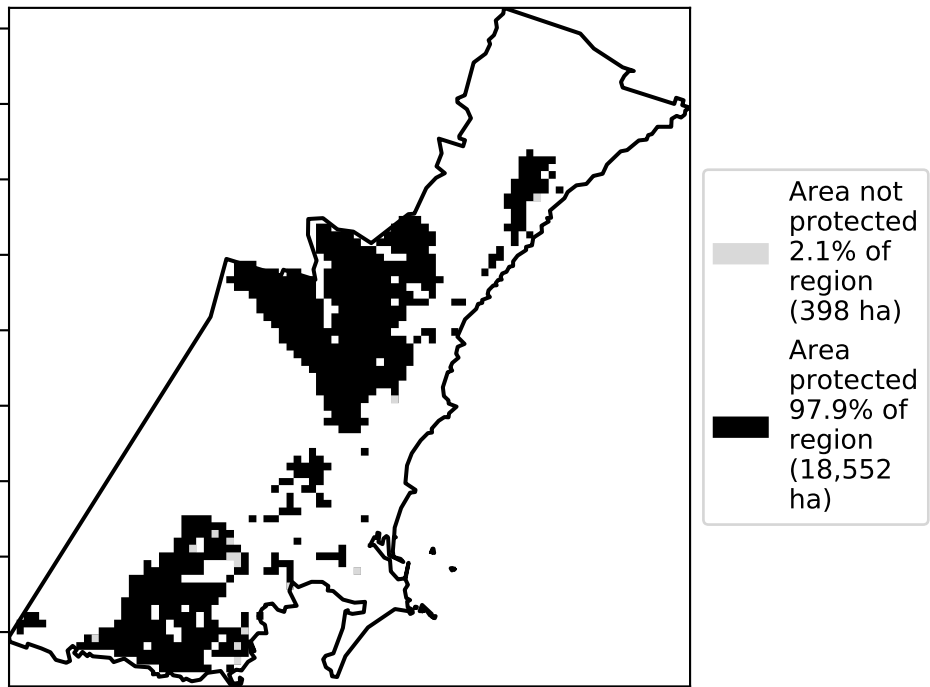 Area not
protected
2.1% of
region
(398 ha)
Area
protected
97.9% of
region
(18,552
ha)